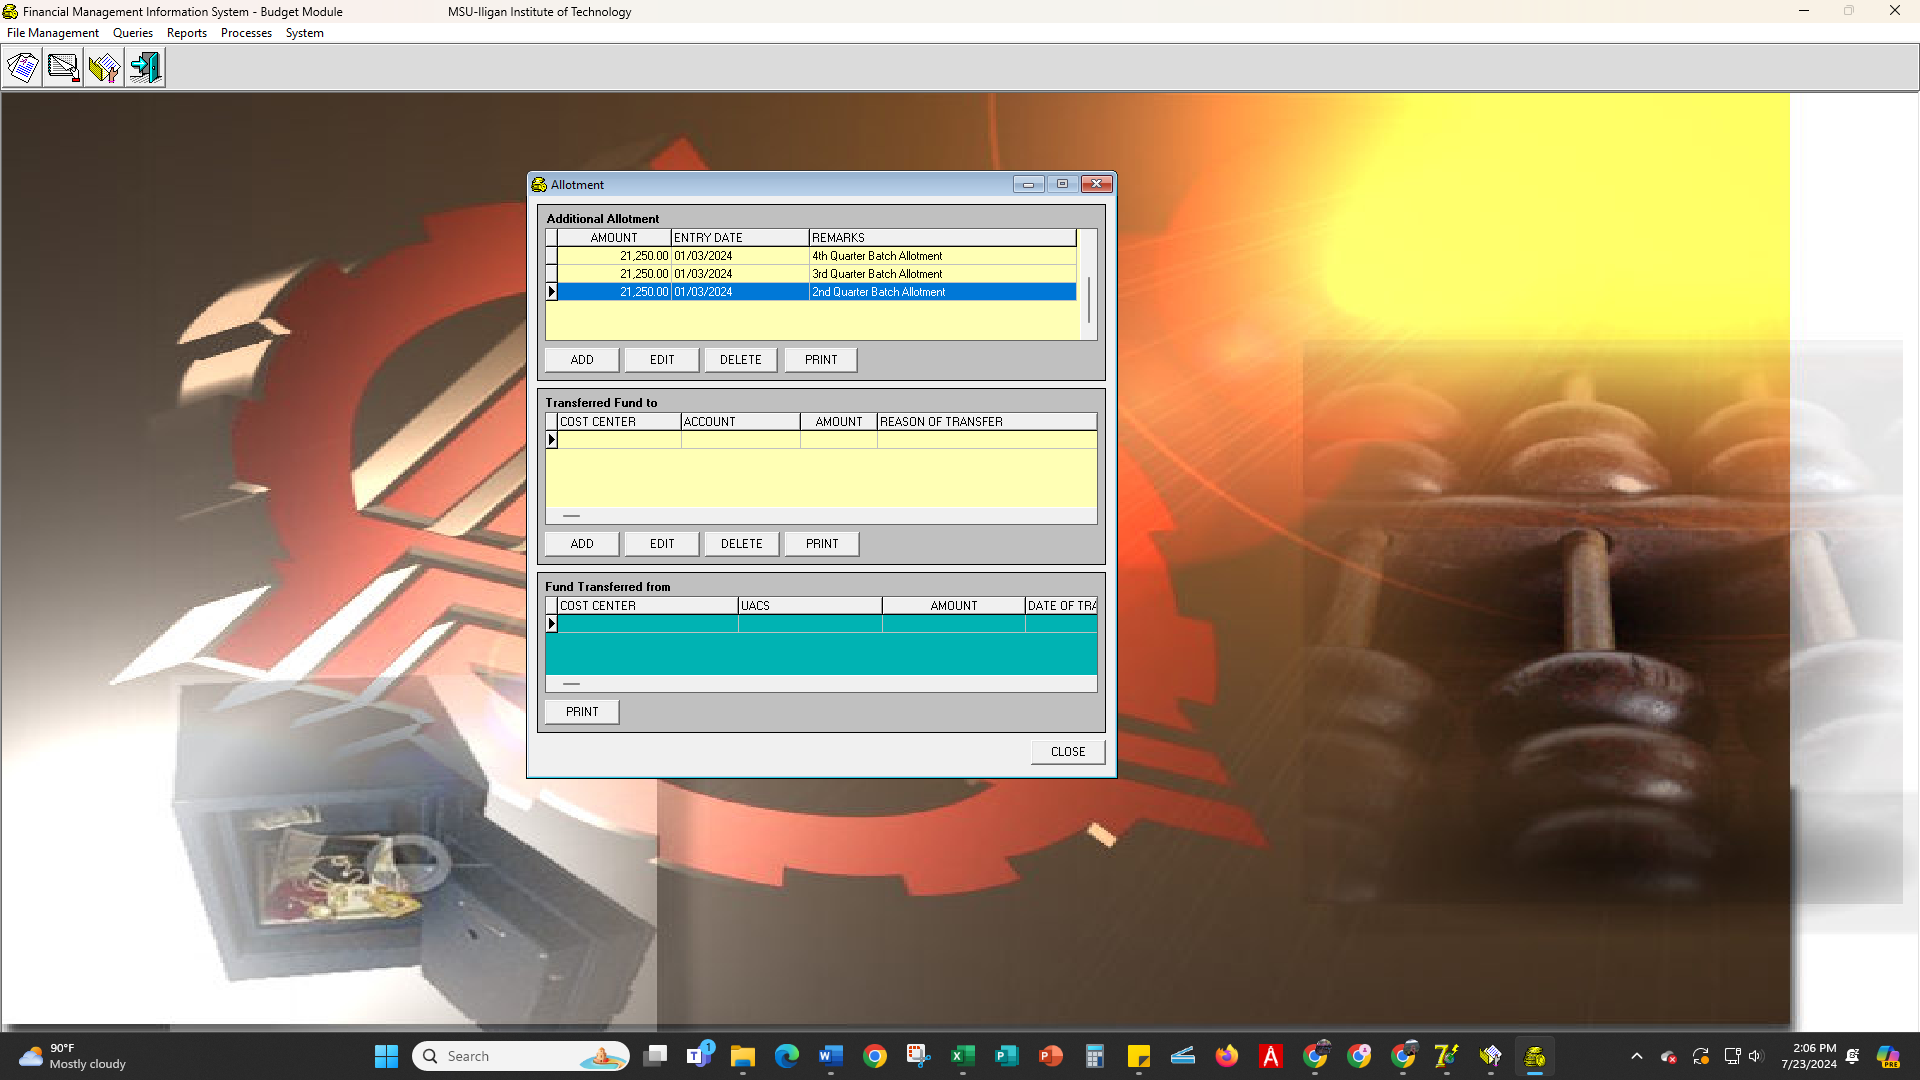 Financial Management Information System - Budget Module MSU-Iligan Institute of Technology
File Management Queries Reports Processes System
Allotment
Additional Allotment
AMOUNT ENTRY DATE REMARKS
21,250.00 01/03/2024 4th Quarter Batch Allotment
21,250.00 01/03/2024 3rd Quarter Batch Allotment
21,250.00 01/03/2024 2nd Quarter Batch Allotment
ADD EDIT DELETE PRINT
Transferred Fund to
COST CENTER ACCOUNT AMOUNT REASON OF TRANSFER
ADD EDIT DELETE PRINT
Fund Transferred from
COST CENTER UACS AMOUNT DATE OF TRA
PRINT
CLOSE
90°F
Mostly cloudy
Search
1
2:06 PM
7/23/2024
PRE